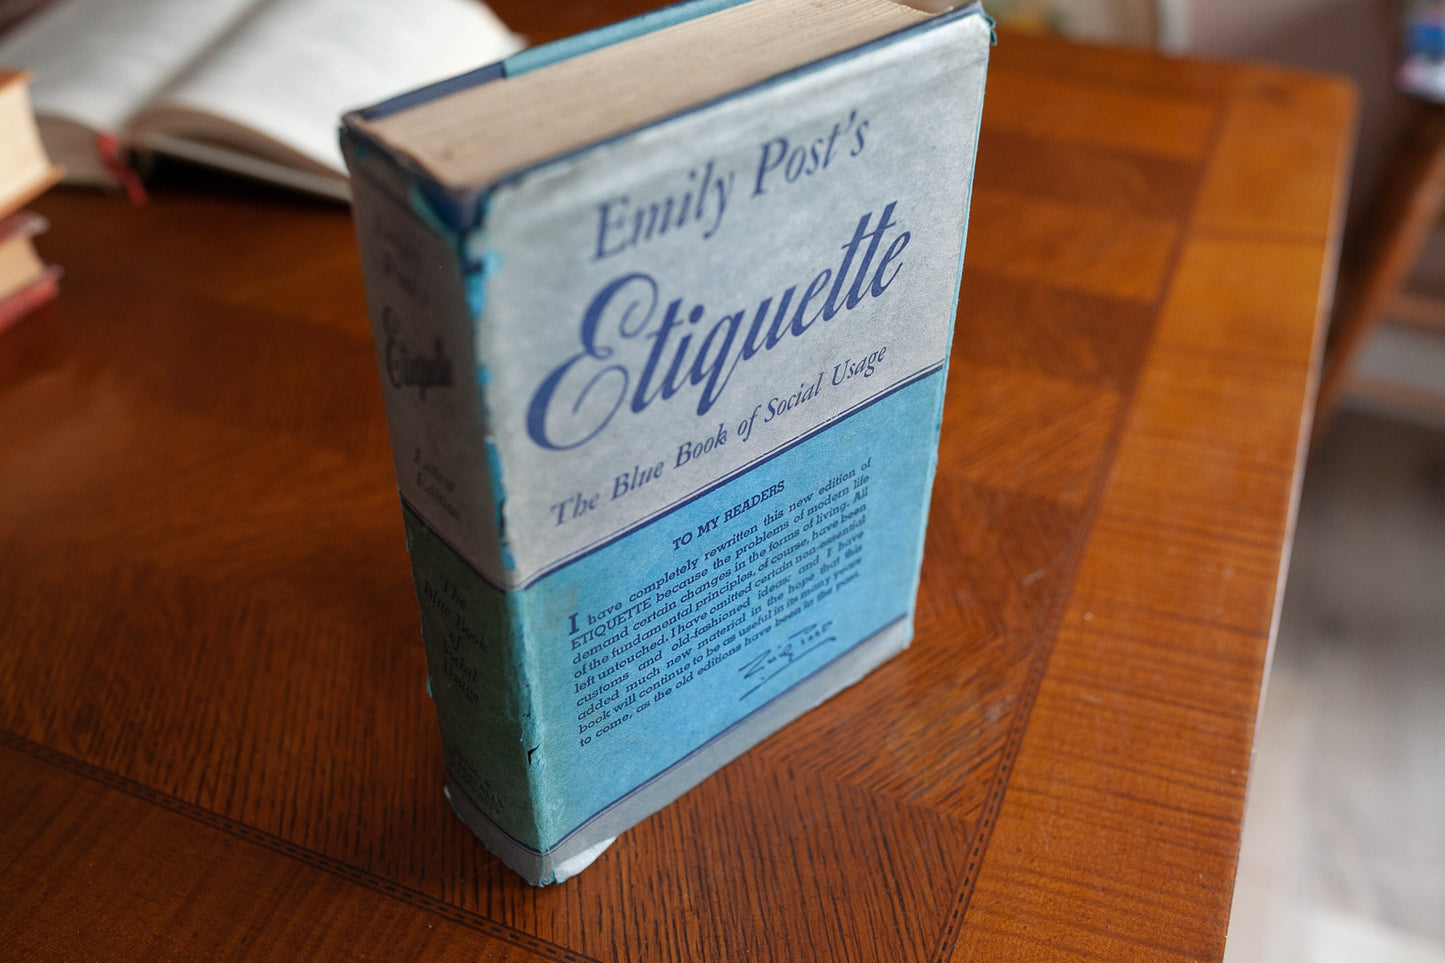 Emily Post's
Etiquette
The Blue Book of Social Usage
TO MY READERS
I have completely rewritten this new edition of
ETIQUETTE because the problems of modern life
demand certain changes in the forms of living. All
of the fundamental principles, of course, have been
left untouched. I have omitted certain non-essential
customs and old-fashioned ideas; and I have
added much new material in the hope that this
book will continue to be as useful in its many years
to come, as the old editions have been in the past.
Emily
Post's
Etiquette
Latest
Edition
The
Blue Book
of
Social
Usage